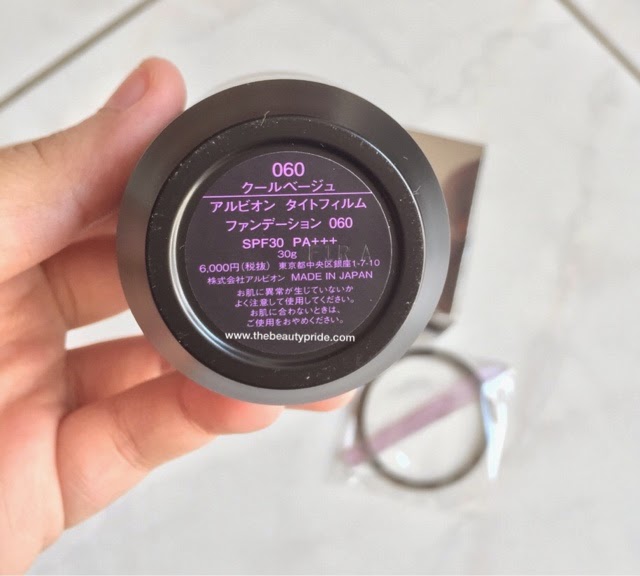 060
クールベージュ
アルビオン タイトフィルム
ファンデーション 060
SPF30 PA+++
30g
6,000円(税抜) 東京都中央区銀座1-7-10
株式会社アルビオン MADE IN JAPAN
お肌に異常が生じていないか
よく注意して使用してください。
お肌に合わないときは、
ご使用をおやめください。
www.thebeautypride.com